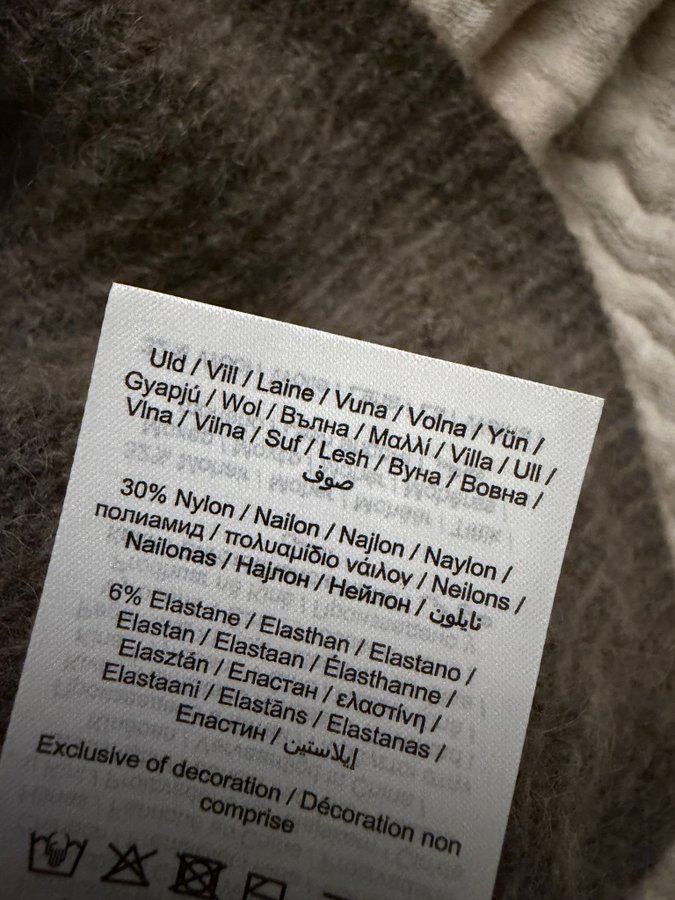 Uld / Vill / Laine / Vuna / Volna / Yün /
Gyapjú / Wol / Вълна / Μαλλί / Villa / Ull /
Vlna / Vilna / Suf / Lesh / Вуна / Вовна /
صوف
30% Nylon / Nailon / Najlon / Naylon /
полиамид / πολυαμίδιο νάιλον / Neilons /
Nailonas / Најлон / Нейлон / نايلون
6% Elastane / Elasthan / Elastano /
Elastan / Elastaan / Élasthanne /
Elasztán / Еластан / ελαστίνη /
Elastaani / Elastāns / Elastanas /
Еластин / إيلاستين
Exclusive of decoration / Décoration non
comprise